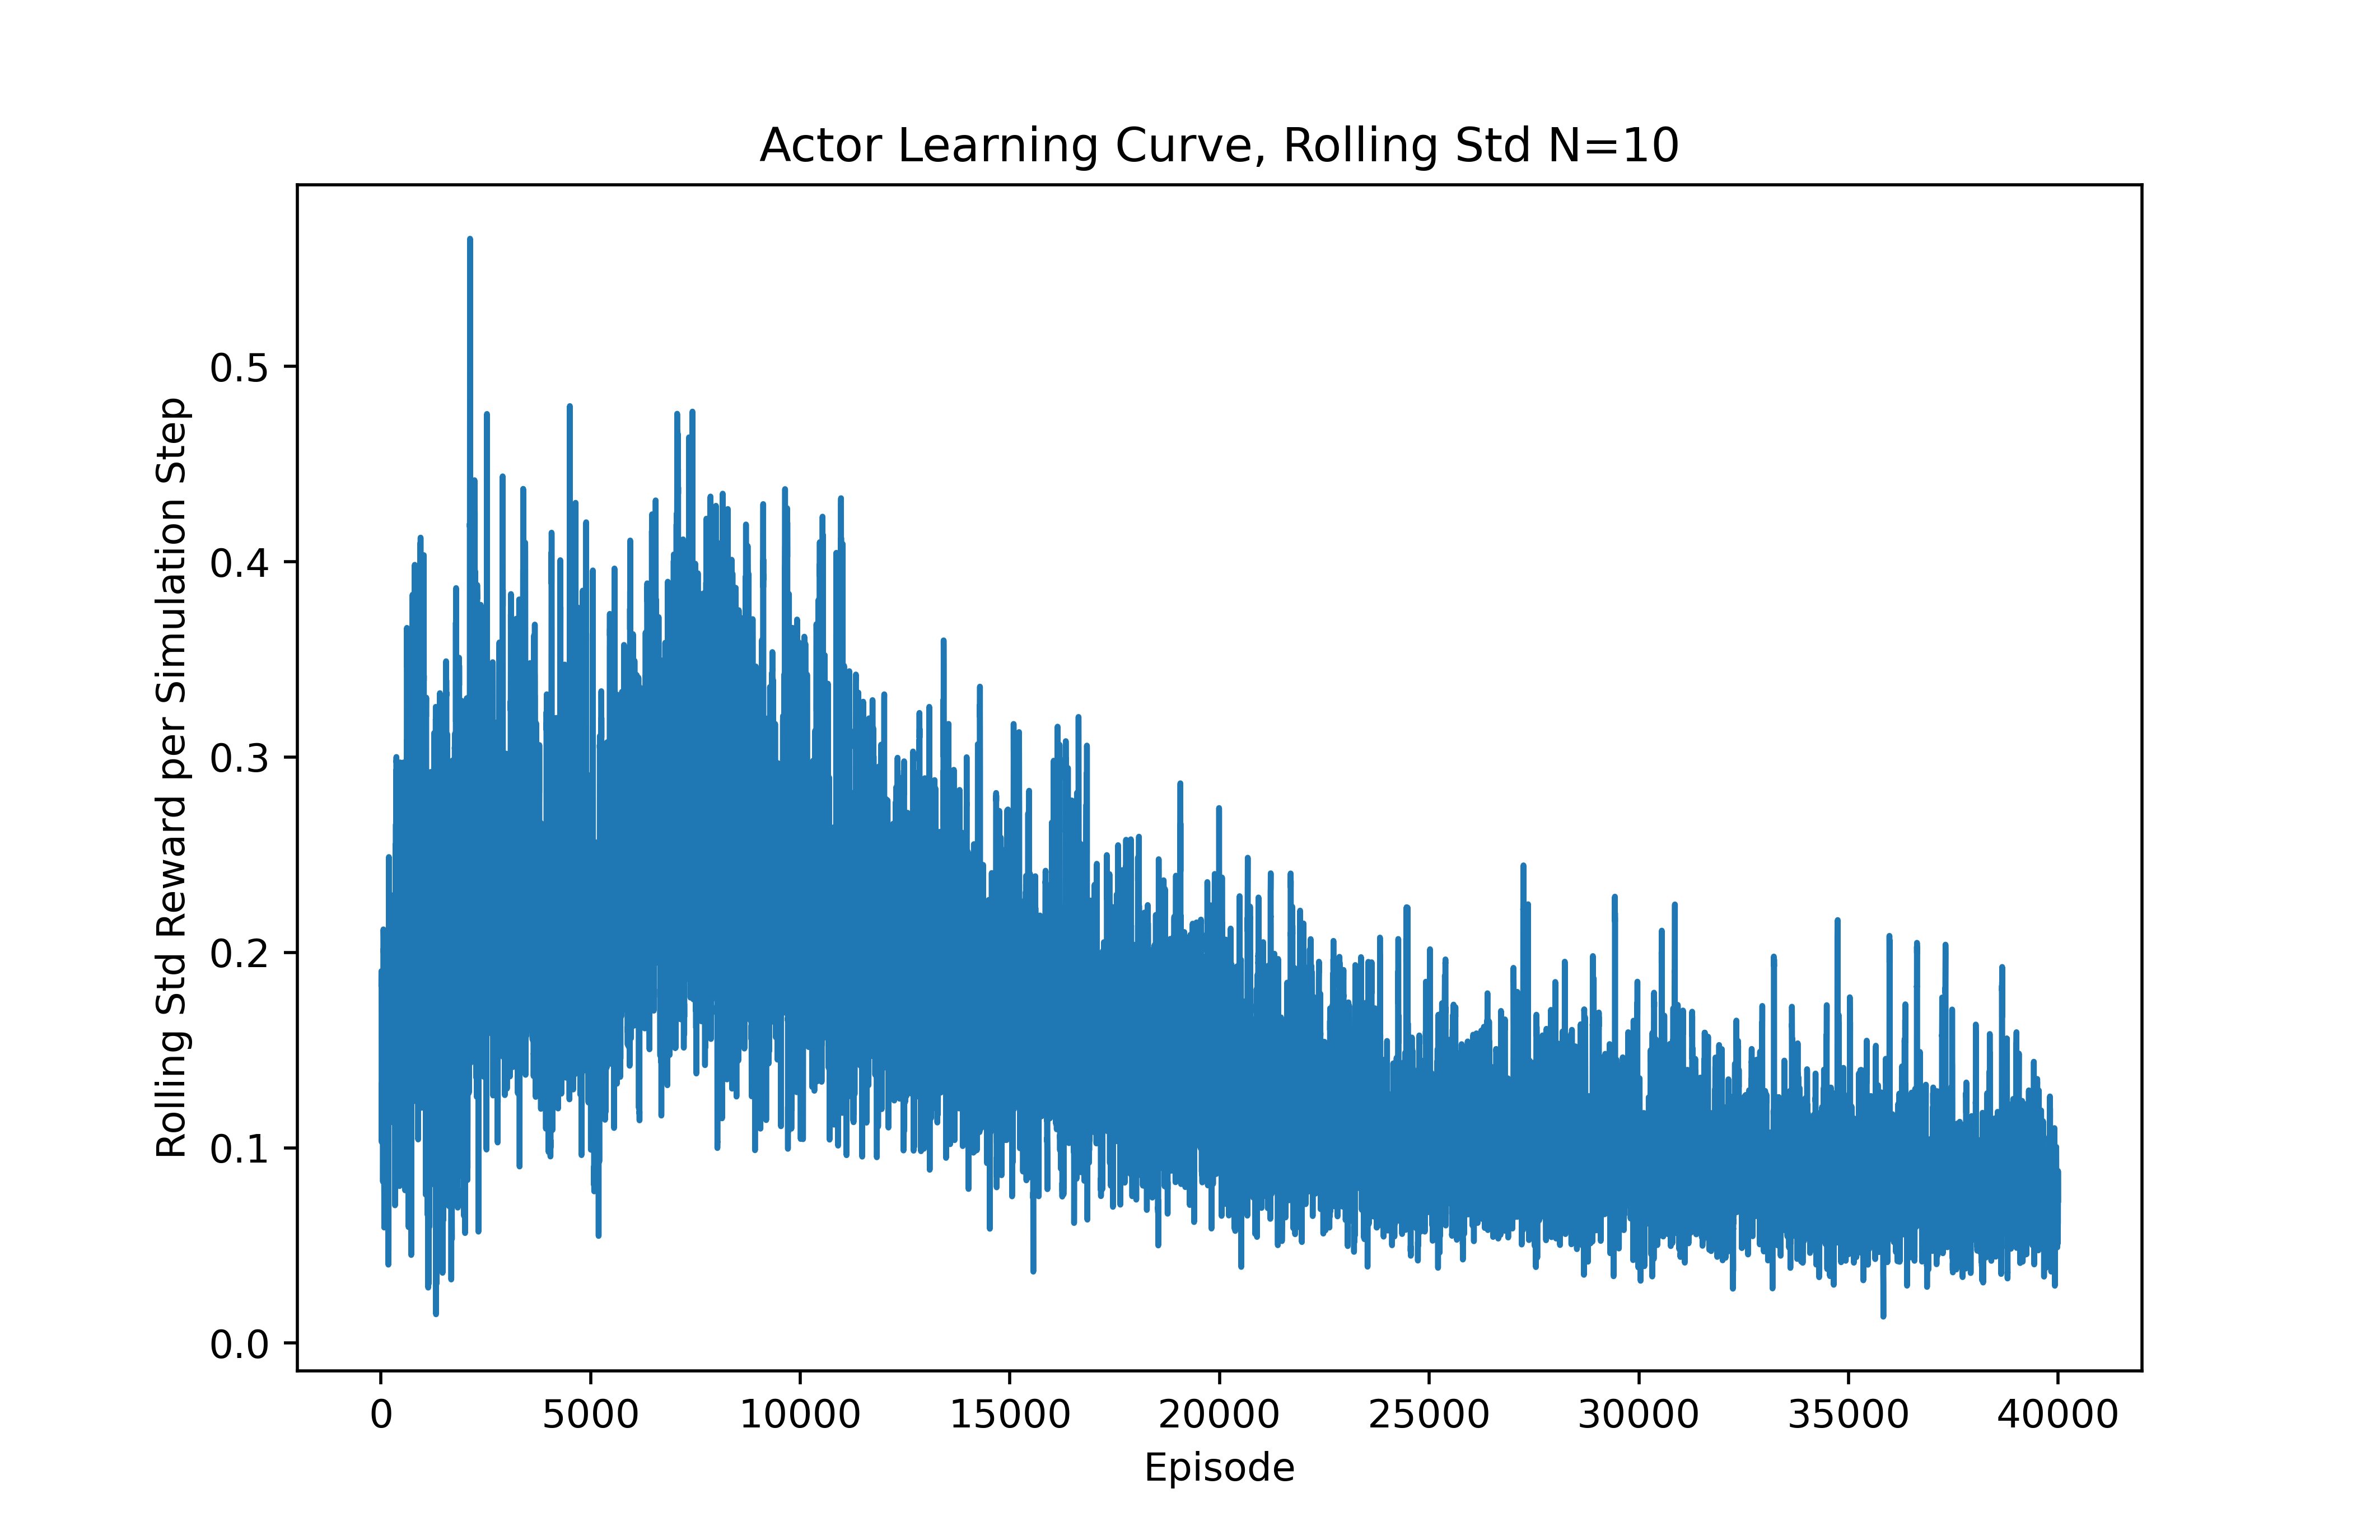 Actor Learning Curve, Rolling Std N=10
Rolling Std Reward per Simulation Step
0.5
0.4
0.3
0.2
0.1
0.0
0 5000 10000 15000 20000 25000 30000 35000 40000
Episode